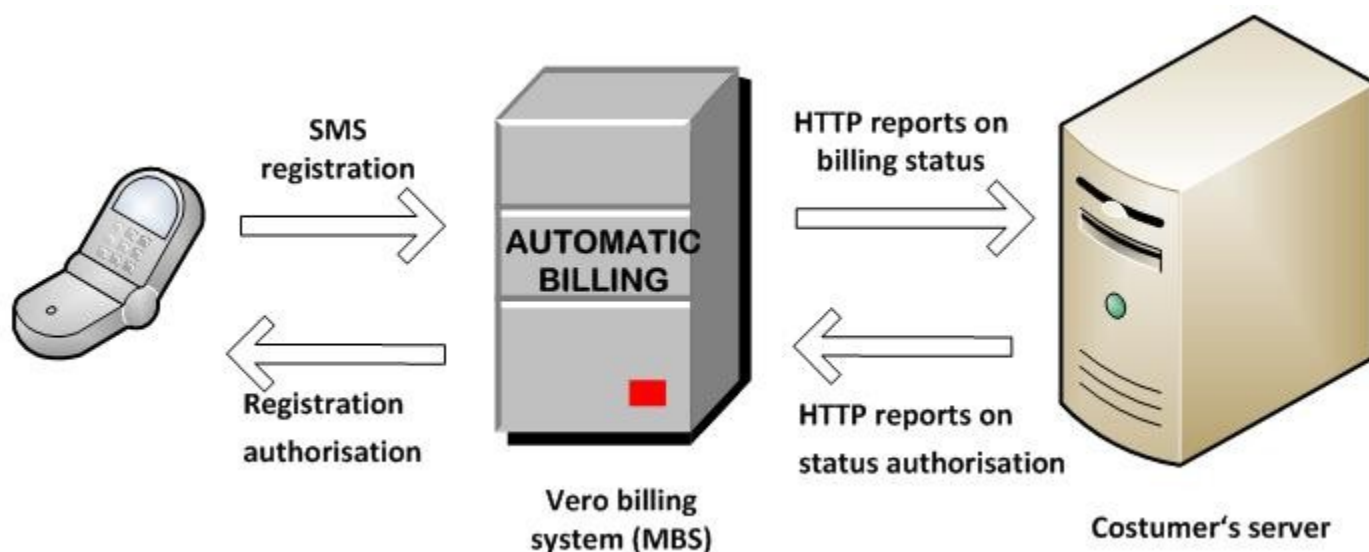 SMS
registration
HTTP reports on
billing status
AUTOMATIC
BILLING
Registration
authorisation
HTTP reports on
status authorisation
Vero billing
system (MBS)
Costumer‘s server